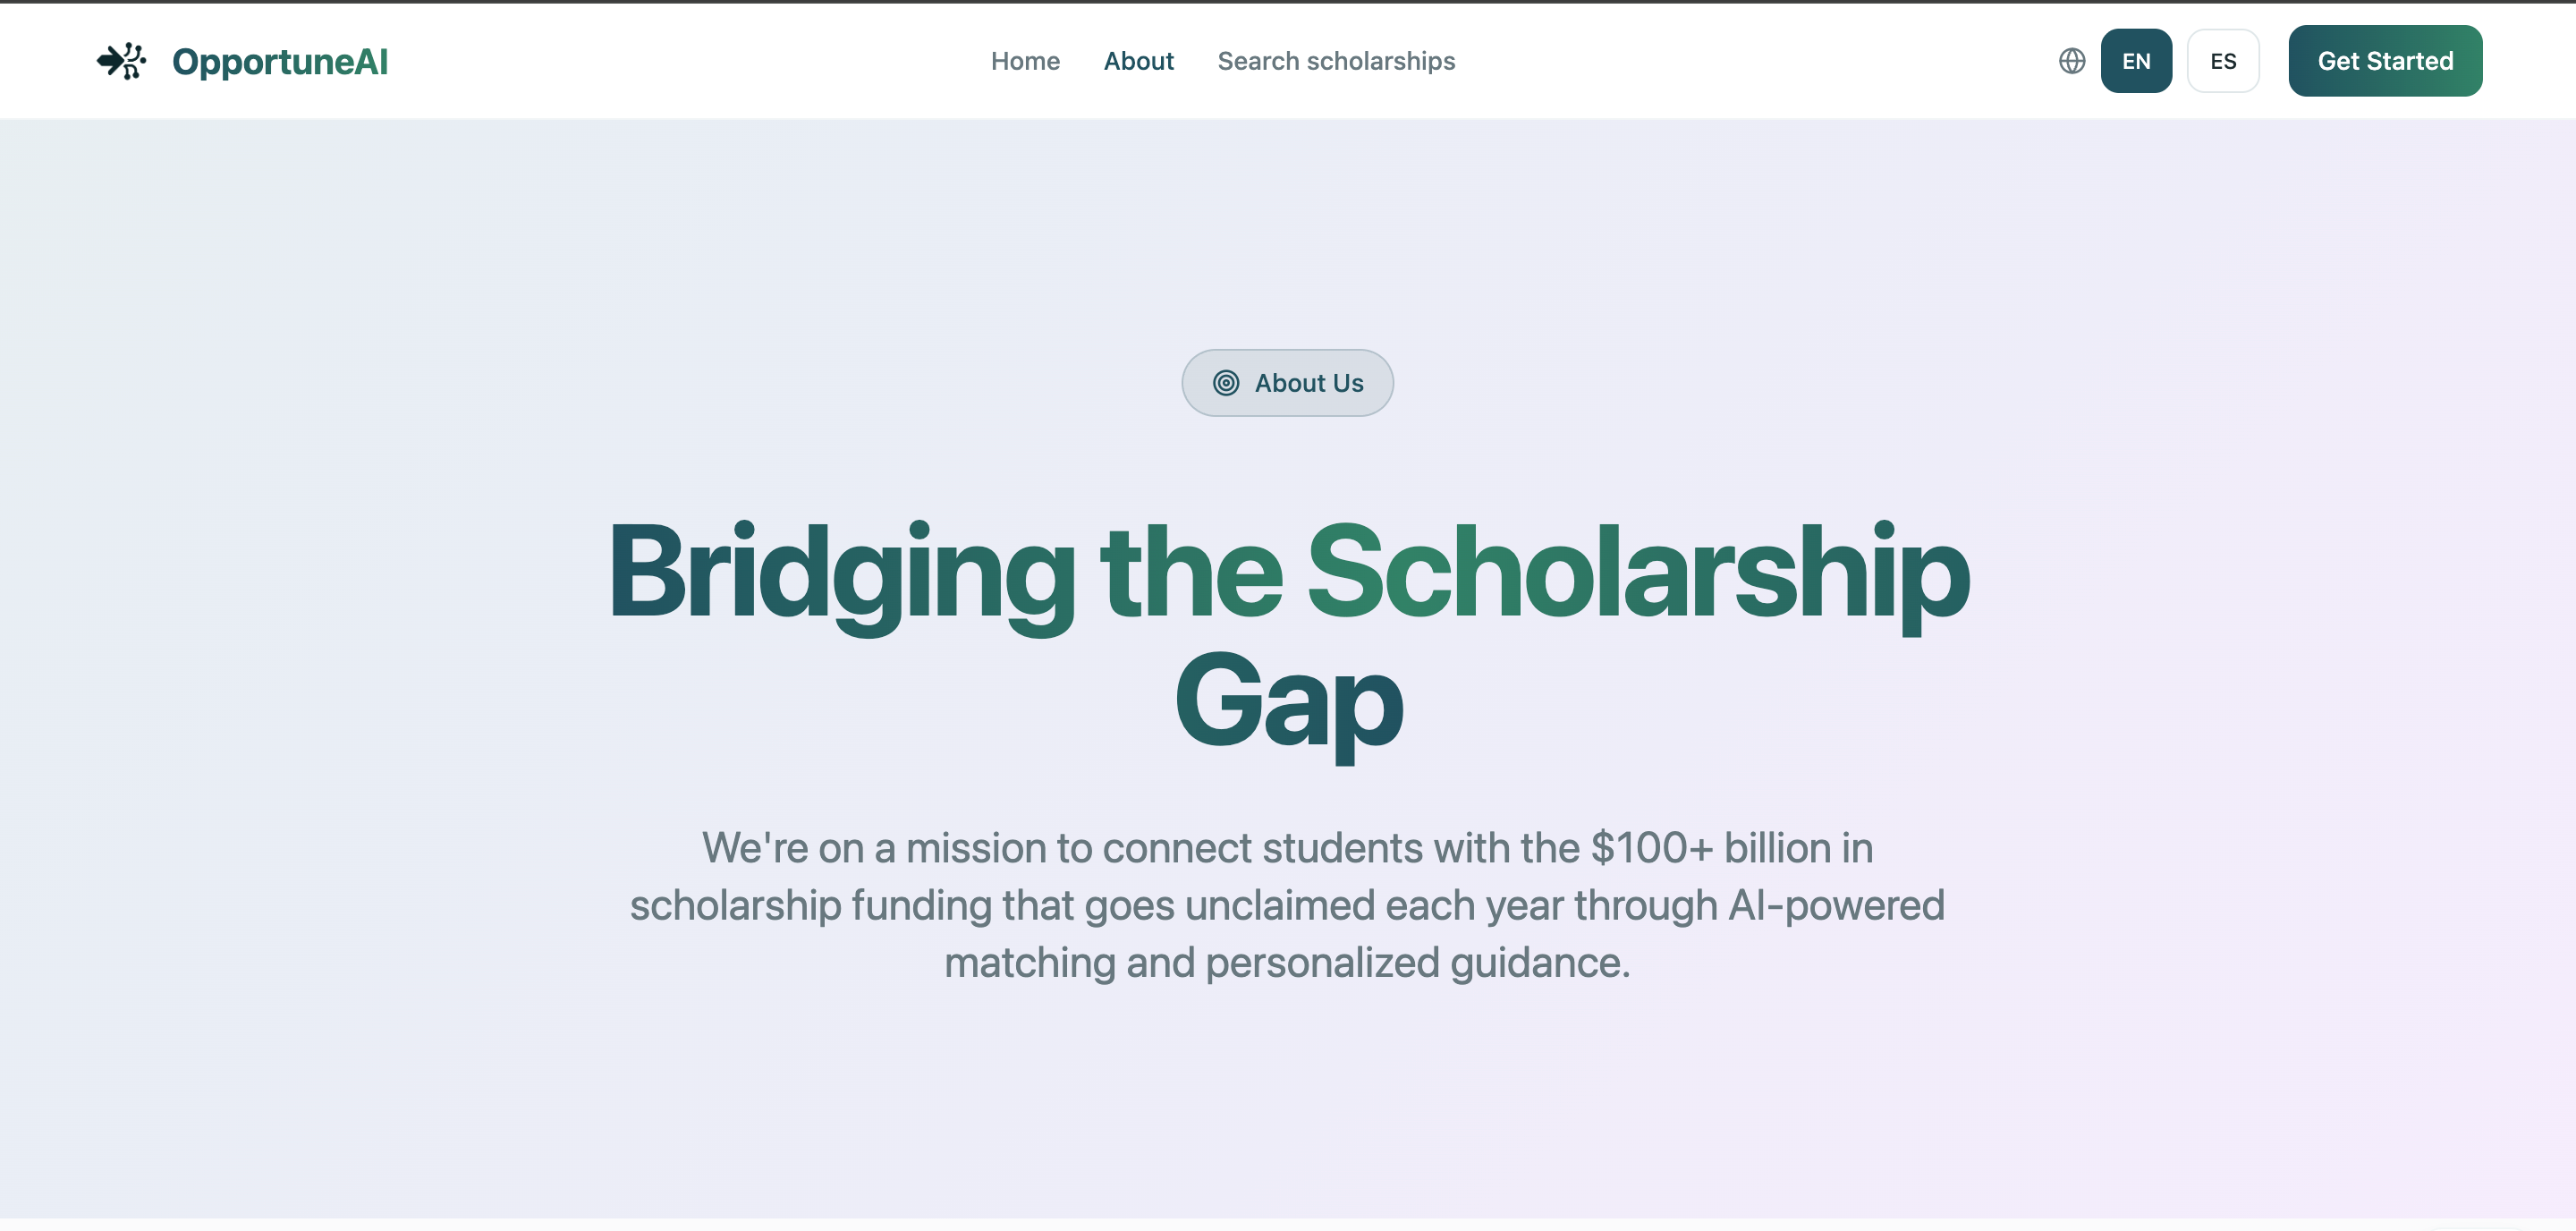 OpportuneAI
Home
About
Search scholarships
EN
ES
Get Started
About Us
Bridging the Scholarship
Gap
We're on a mission to connect students with the $100+ billion in
scholarship funding that goes unclaimed each year through AI-powered
matching and personalized guidance.